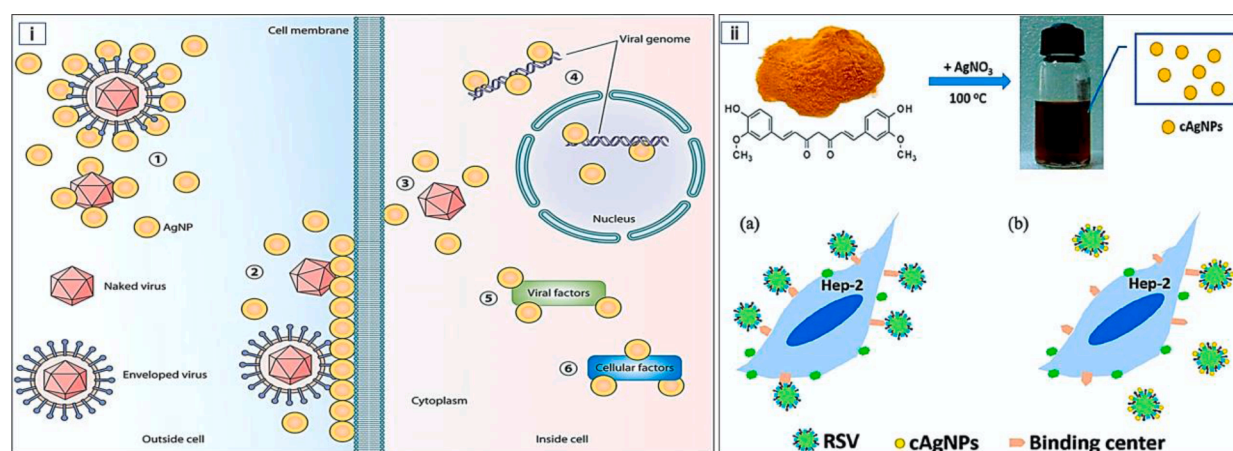 i
Cell membrane
Viral genome
④
①
③
Nucleus
AgNP
②
Naked virus
⑤
Viral factors
Enveloped virus
⑥
Cellular factors
Cytoplasm
Outside cell
Inside cell
ii
+ AgNO₃
100 °C
cAgNPs
HO
OH
O
CH₃
O
O
O
CH₃
(a)
(b)
Hep-2
Hep-2
RSV
cAgNPs
Binding center